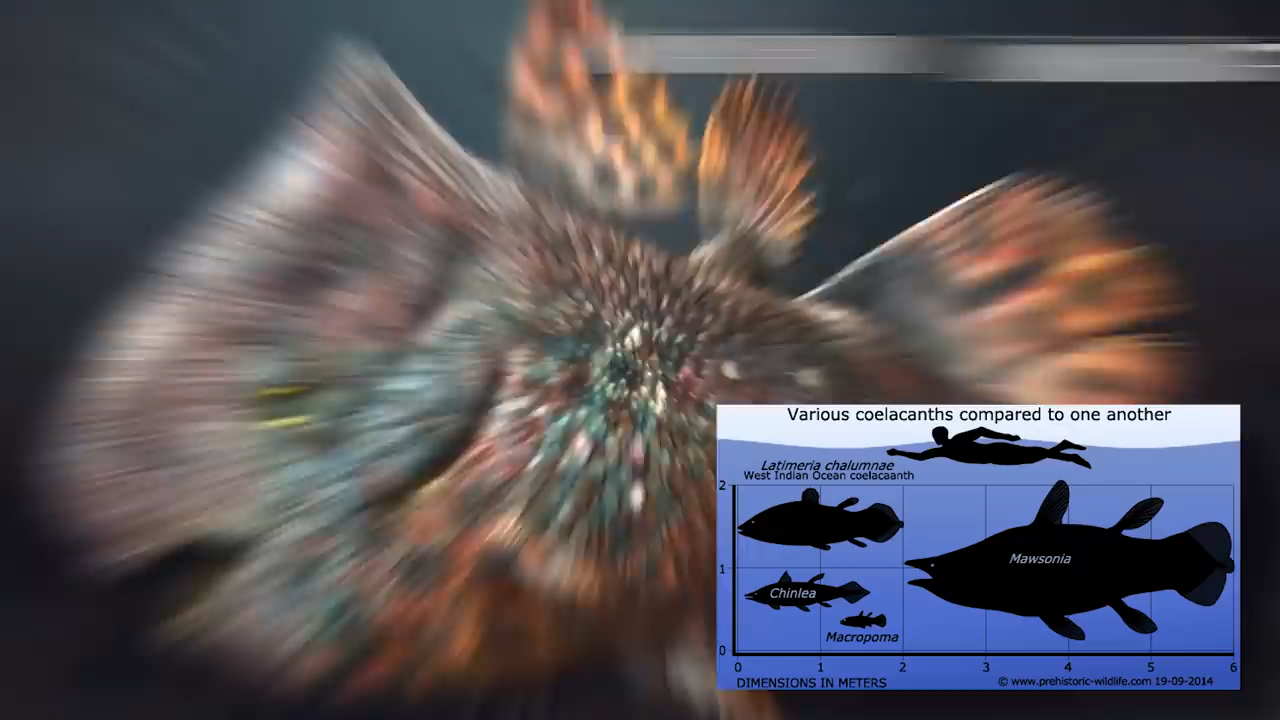 Various coelacanths compared to one another
Latimeria chalumnae
West Indian Ocean coelacaanth
2
Mawsonia
1
Chinlea
Macropoma
0
0 1 2 3 4 5 6
DIMENSIONS IN METERS
© www.prehistoric-wildlife.com 19-09-2014